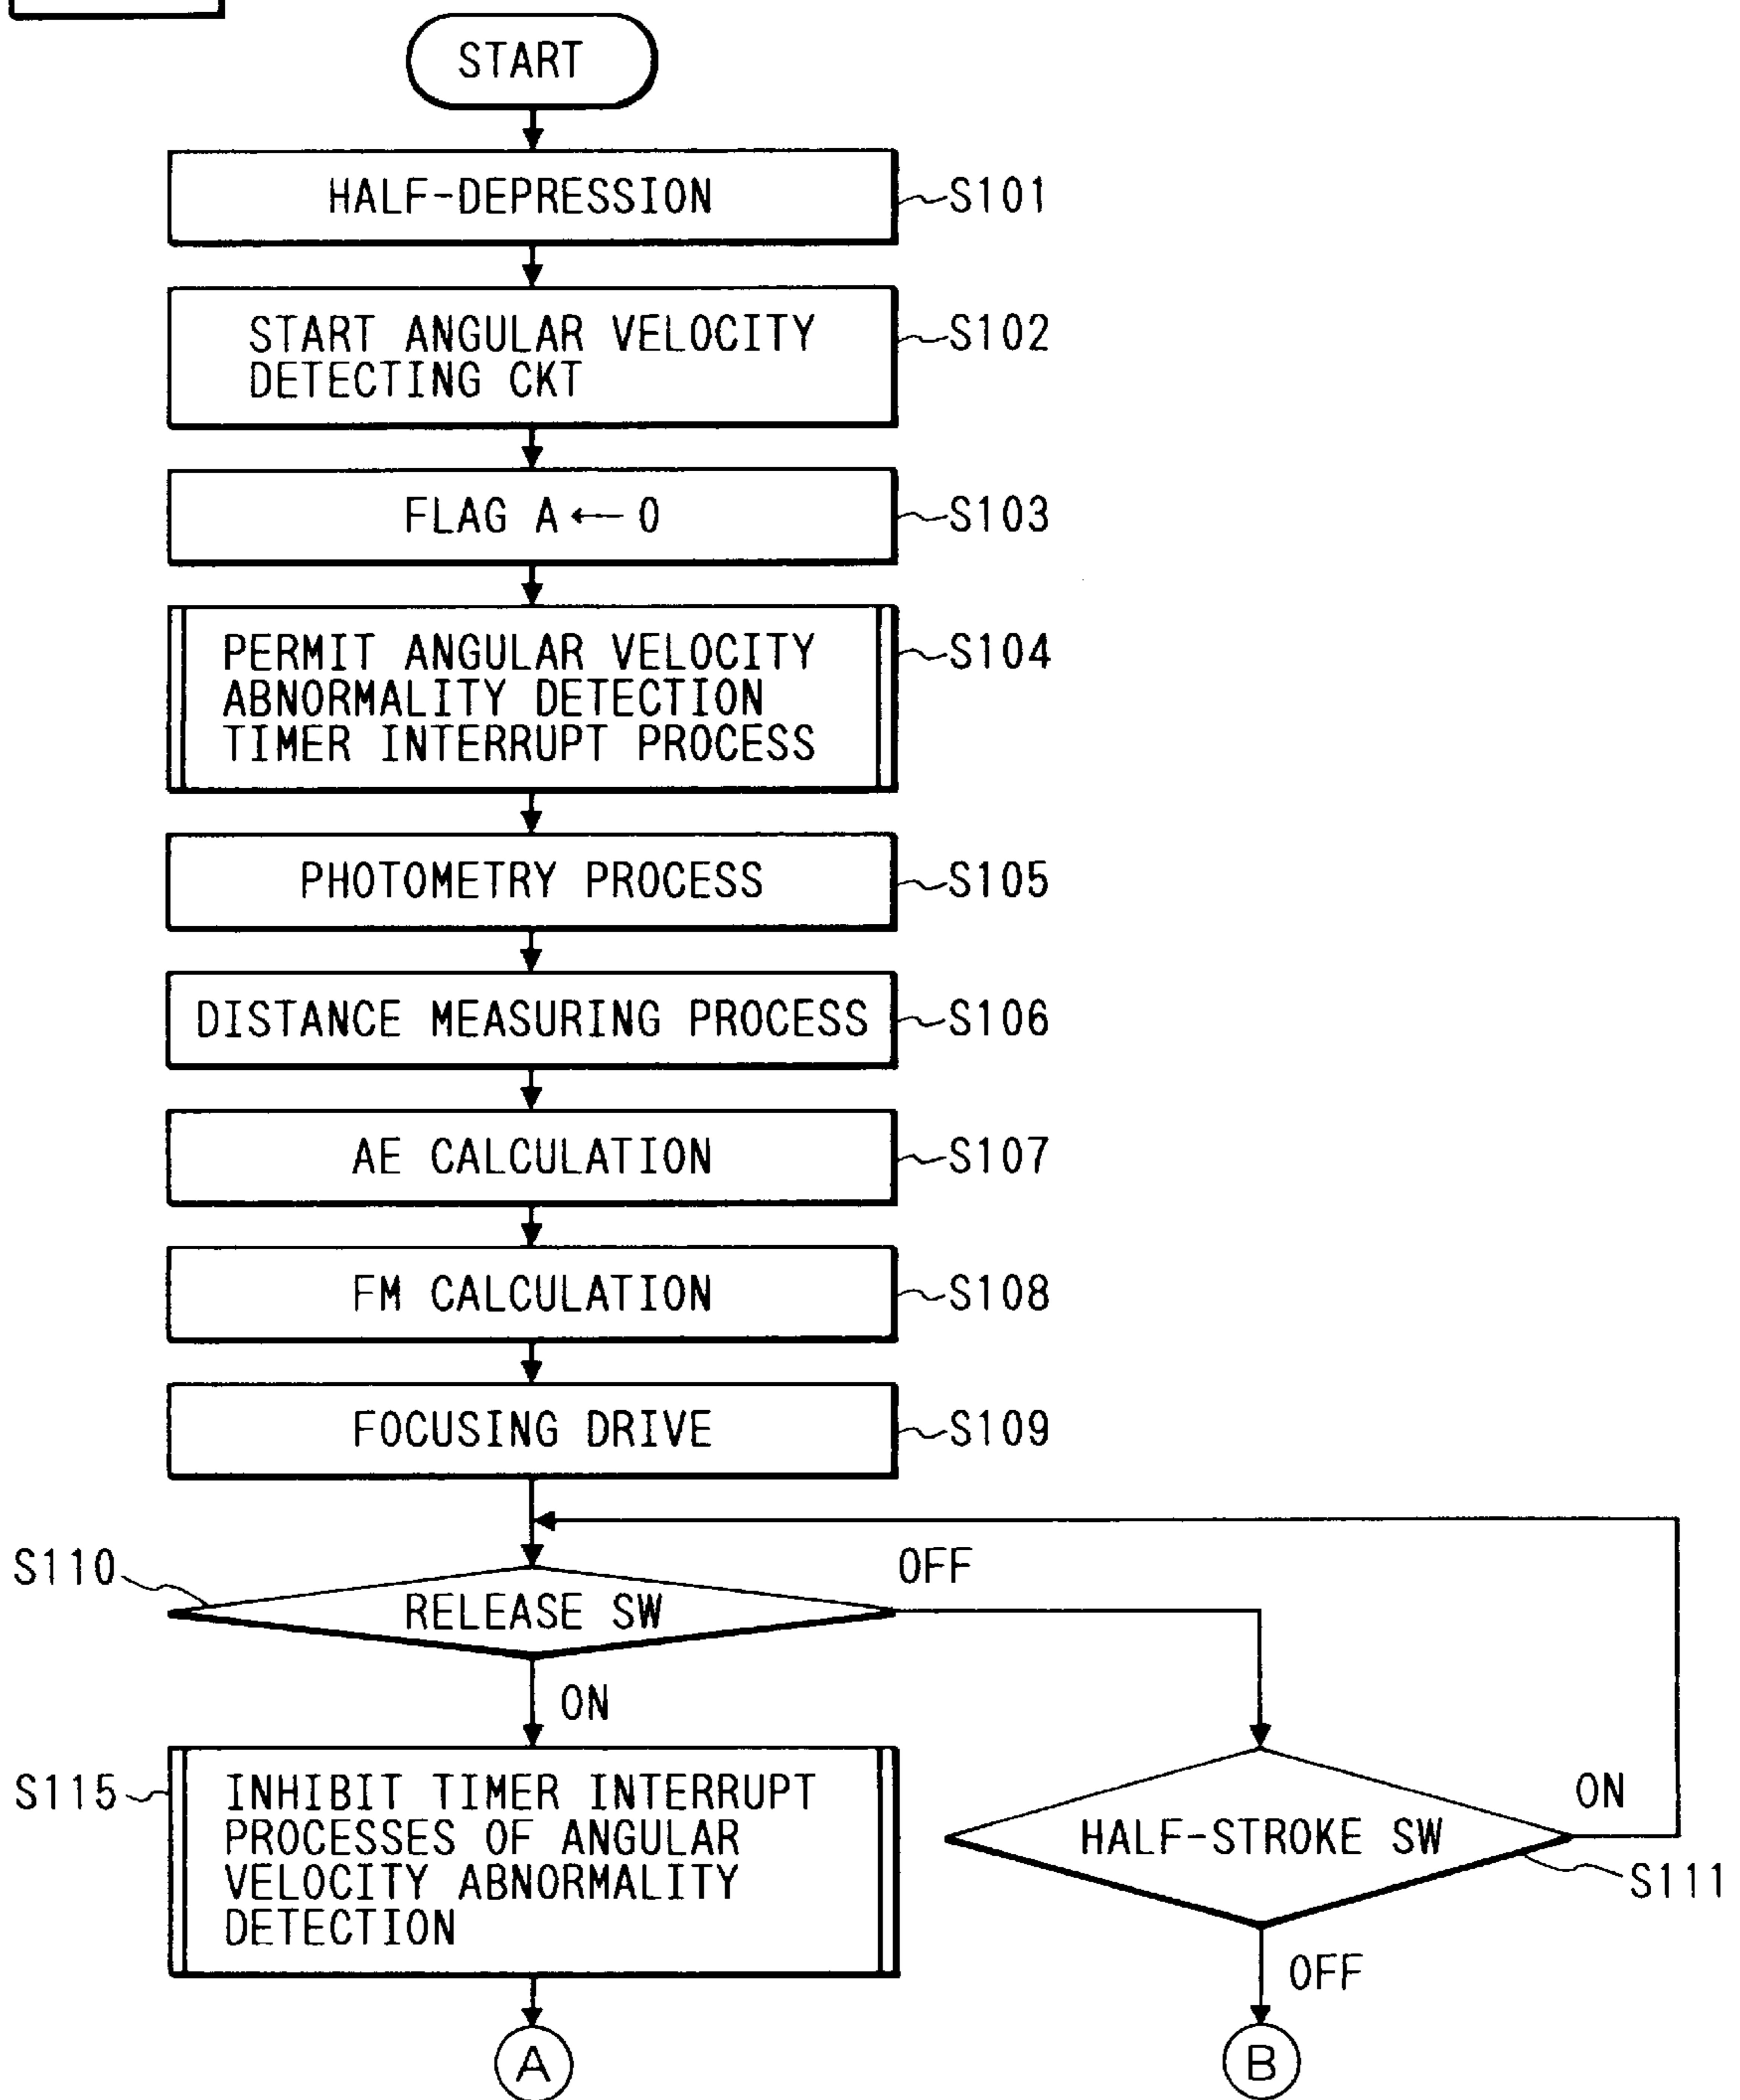 START
HALF-DEPRESSION
S101
START ANGULAR VELOCITY
DETECTING CKT
S102
FLAG A ← 0
S103
PERMIT ANGULAR VELOCITY
ABNORMALITY DETECTION
TIMER INTERRUPT PROCESS
S104
PHOTOMETRY PROCESS
S105
DISTANCE MEASURING PROCESS
S106
AE CALCULATION
S107
FM CALCULATION
S108
FOCUSING DRIVE
S109
S110
RELEASE SW
OFF
ON
S115
INHIBIT TIMER INTERRUPT
PROCESSES OF ANGULAR
VELOCITY ABNORMALITY
DETECTION
HALF-STROKE SW
ON
S111
OFF
A
B